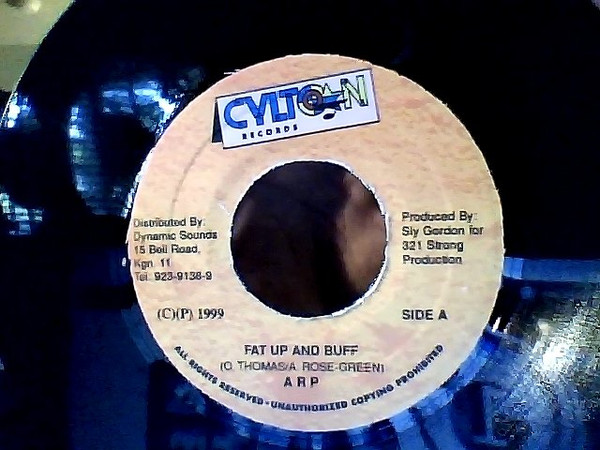 CYLTON
RECORDS
Distributed By:
Dynamic Sounds
15 Bell Road,
Kgn. 11
Tel: 923-9138-9
Produced By:
Sly Gordon for
321 Strong
Production
(C)(P) 1999
SIDE A
FAT UP AND BUFF
(O THOMAS/A ROSE-GREEN)
A R P
ALL RIGHTS RESERVED • UNAUTHORIZED COPYING PROHIBITED